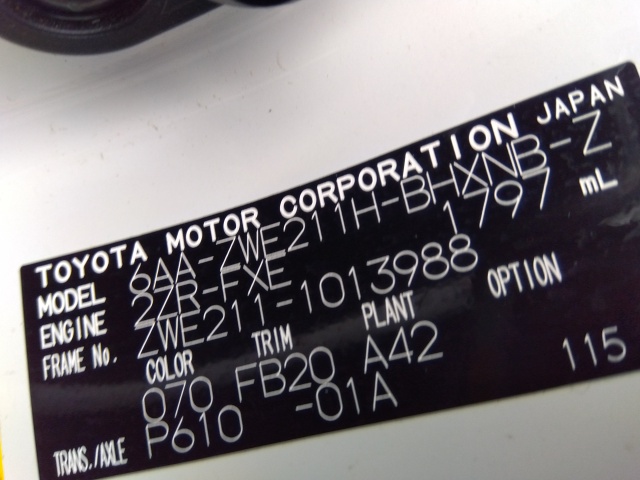 TOYOTA MOTOR CORPORATION JAPAN
MODEL 6AA-ZWE211H-BHXNB-Z
ENGINE 2ZR-FXE 1797 mL
FRAME No. ZWE211-1013988
COLOR TRIM PLANT OPTION
070 FB20 A42
TRANS./AXLE P610 -01A 115